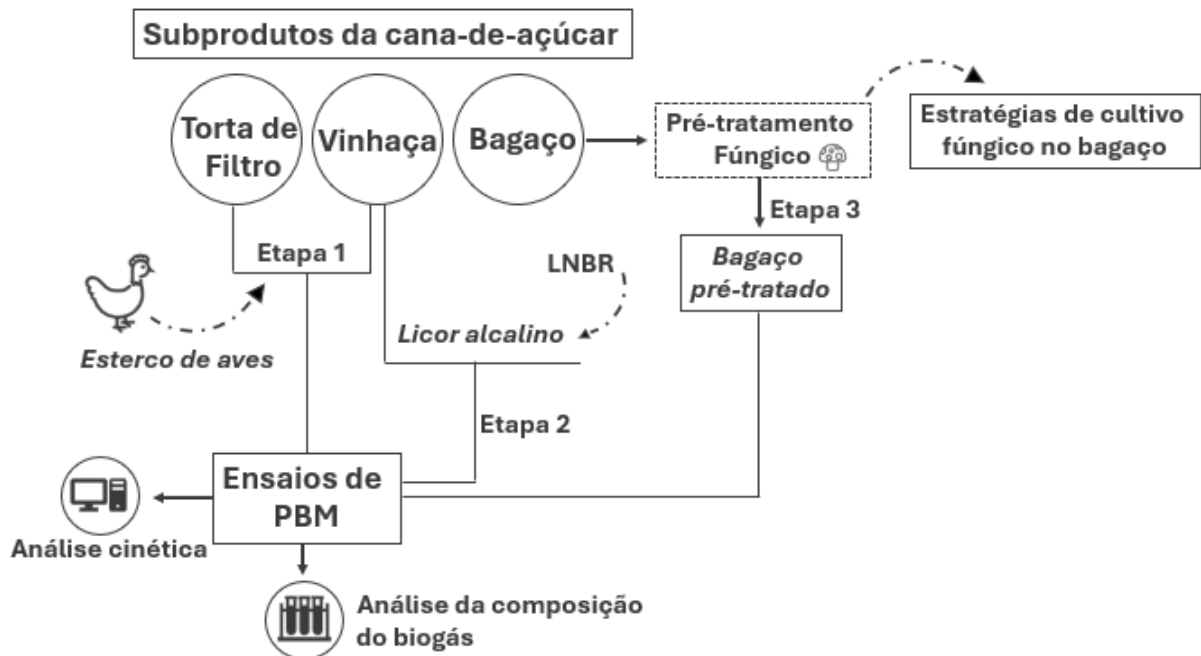 Subprodutos da cana-de-açúcar
Torta de
Filtro
Vinhaça
Bagaço
Pré-tratamento
Fúngico
Estratégias de cultivo
fúngico no bagaço
Etapa 1
Etapa 3
LNBR
Bagaço
pré-tratado
Licor alcalino
Esterco de aves
Etapa 2
Ensaios de
PBM
Análise cinética
Análise da composição
do biogás